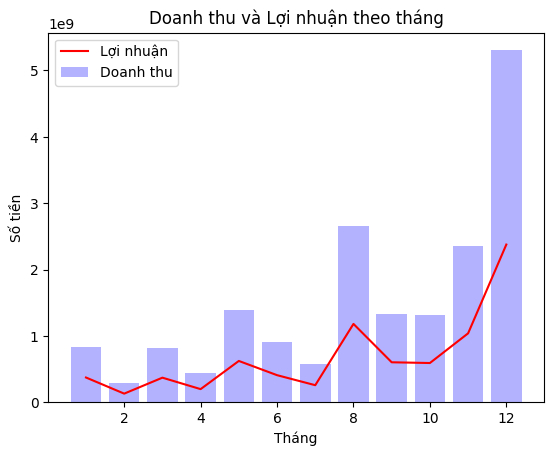 Doanh thu và Lợi nhuận theo tháng
1e9
Lợi nhuận
Doanh thu
5
4
3
2
1
0
Số tiền
2
4
6
8
10
12
Tháng